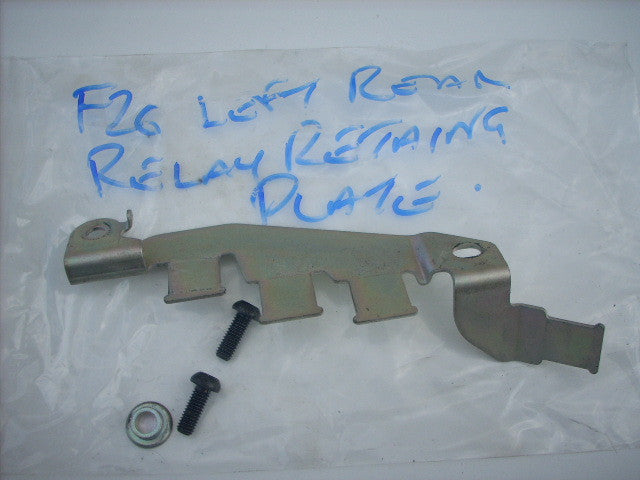 F26 LEFT REAR
RELAY RETAING
PLATE.